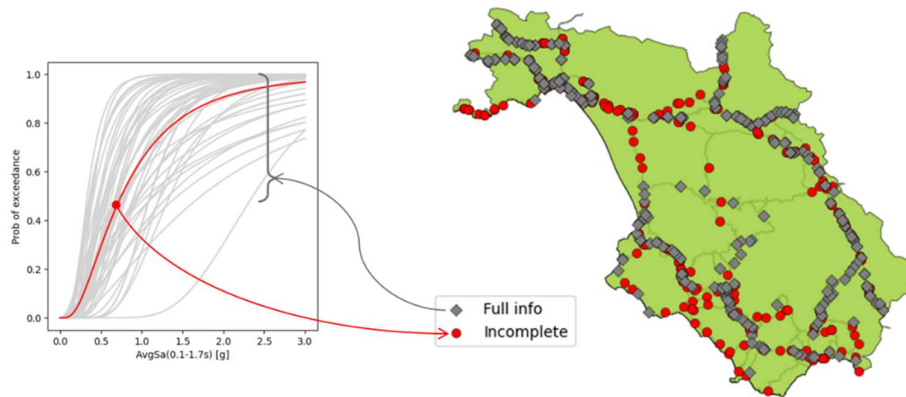 1.0
0.8
0.6
0.4
0.2
0.0
Prob of exceedance
0.0 0.5 1.0 1.5 2.0 2.5 3.0
AvgSa(0.1-1.7s) [g]
Full info
Incomplete